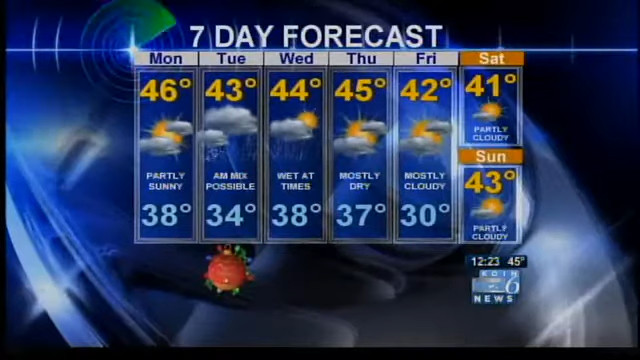 7 DAY FORECAST
Mon
46°
PARTLY
SUNNY
38°
Tue
43°
AM MIX
POSSIBLE
34°
Wed
44°
WET AT
TIMES
38°
Thu
45°
MOSTLY
DRY
37°
Fri
42°
MOSTLY
CLOUDY
30°
Sat
41°
PARTLY
CLOUDY
Sun
43°
PARTLY
CLOUDY
12:23 45°
KOIN
6
NEWS